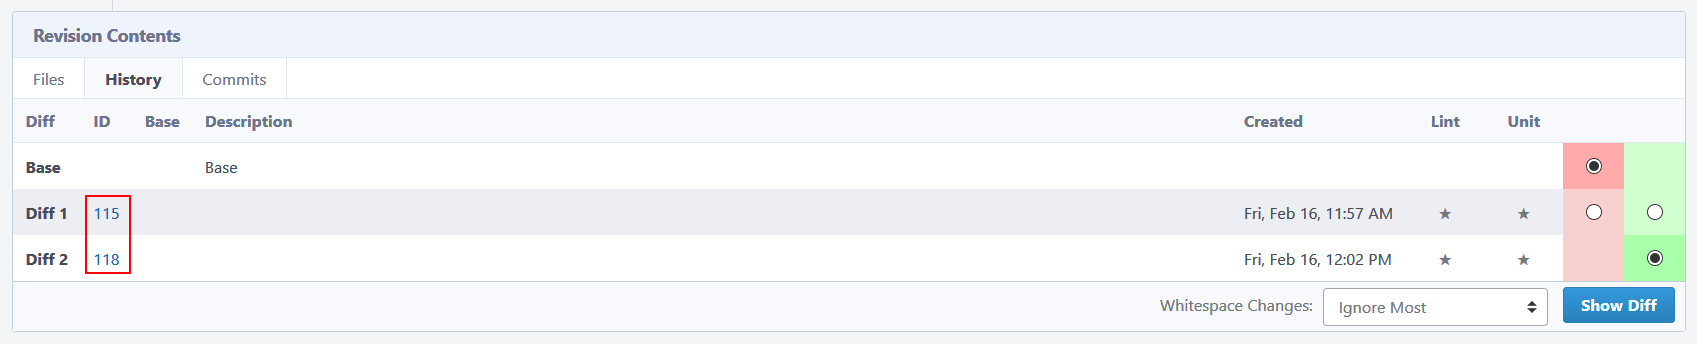 Revision Contents
Files History Commits
Diff ID Base Description Created Lint Unit
Base Base
Diff 1 115 Fri, Feb 16, 11:57 AM ★ ★
Diff 2 118 Fri, Feb 16, 12:02 PM ★ ★
Whitespace Changes: Ignore Most Show Diff